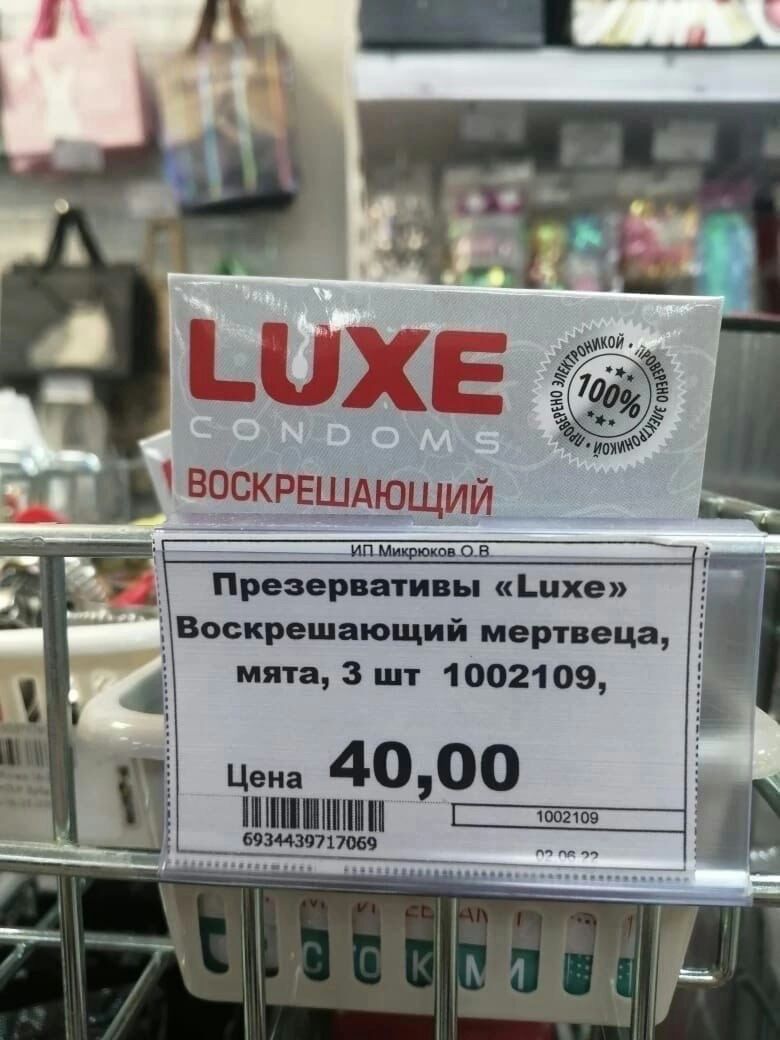 LUXE
CONDOMS
ВОСКРЕШАЮЩИЙ
ПРОВЕРЕНО ЭЛЕКТРОНИКОЙ • ПРОВЕРЕНО ЭЛЕКТРОНИКОЙ •
100%
ИП Микрюков О.В.
Презервативы «Luxe»
Воскрешающий мертвеца,
мята, 3 шт 1002109,
Цена 40,00
6934439717069
1002109
02.06.22